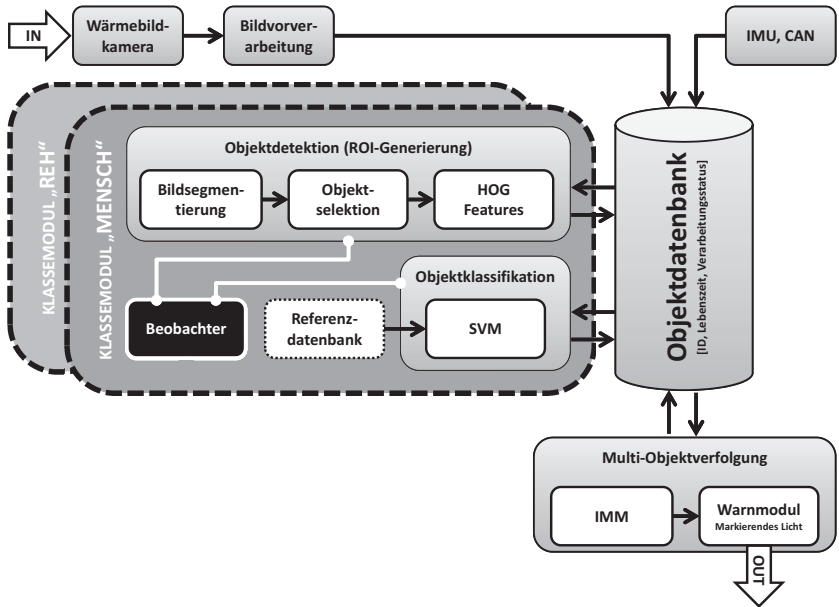 IN
Wärmebild-
kamera
Bildvorver-
arbeitung
IMU, CAN
KLASSEMODUL „REH“
KLASSEMODUL „MENSCH“
Objektdetektion (ROI-Generierung)
Bildsegmen-
tierung
Objekt-
selektion
HOG
Features
Objektklassifikation
Beobachter
Referenz-
datenbank
SVM
Objektdatenbank
[ID, Lebenszeit, Verarbeitungsstatus]
Multi-Objektverfolgung
IMM
Warnmodul
Markierendes Licht
OUT